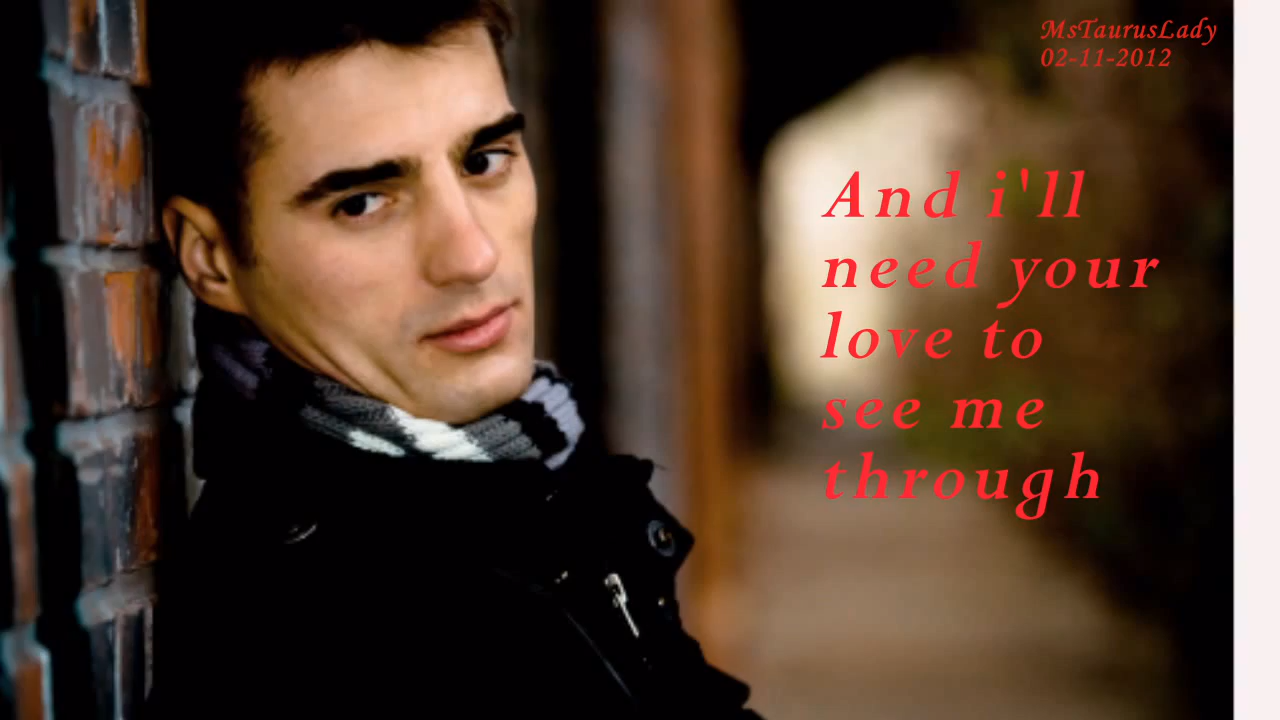 MsTaurusLady
02-11-2012
And i'll
need your
love to
see me
through